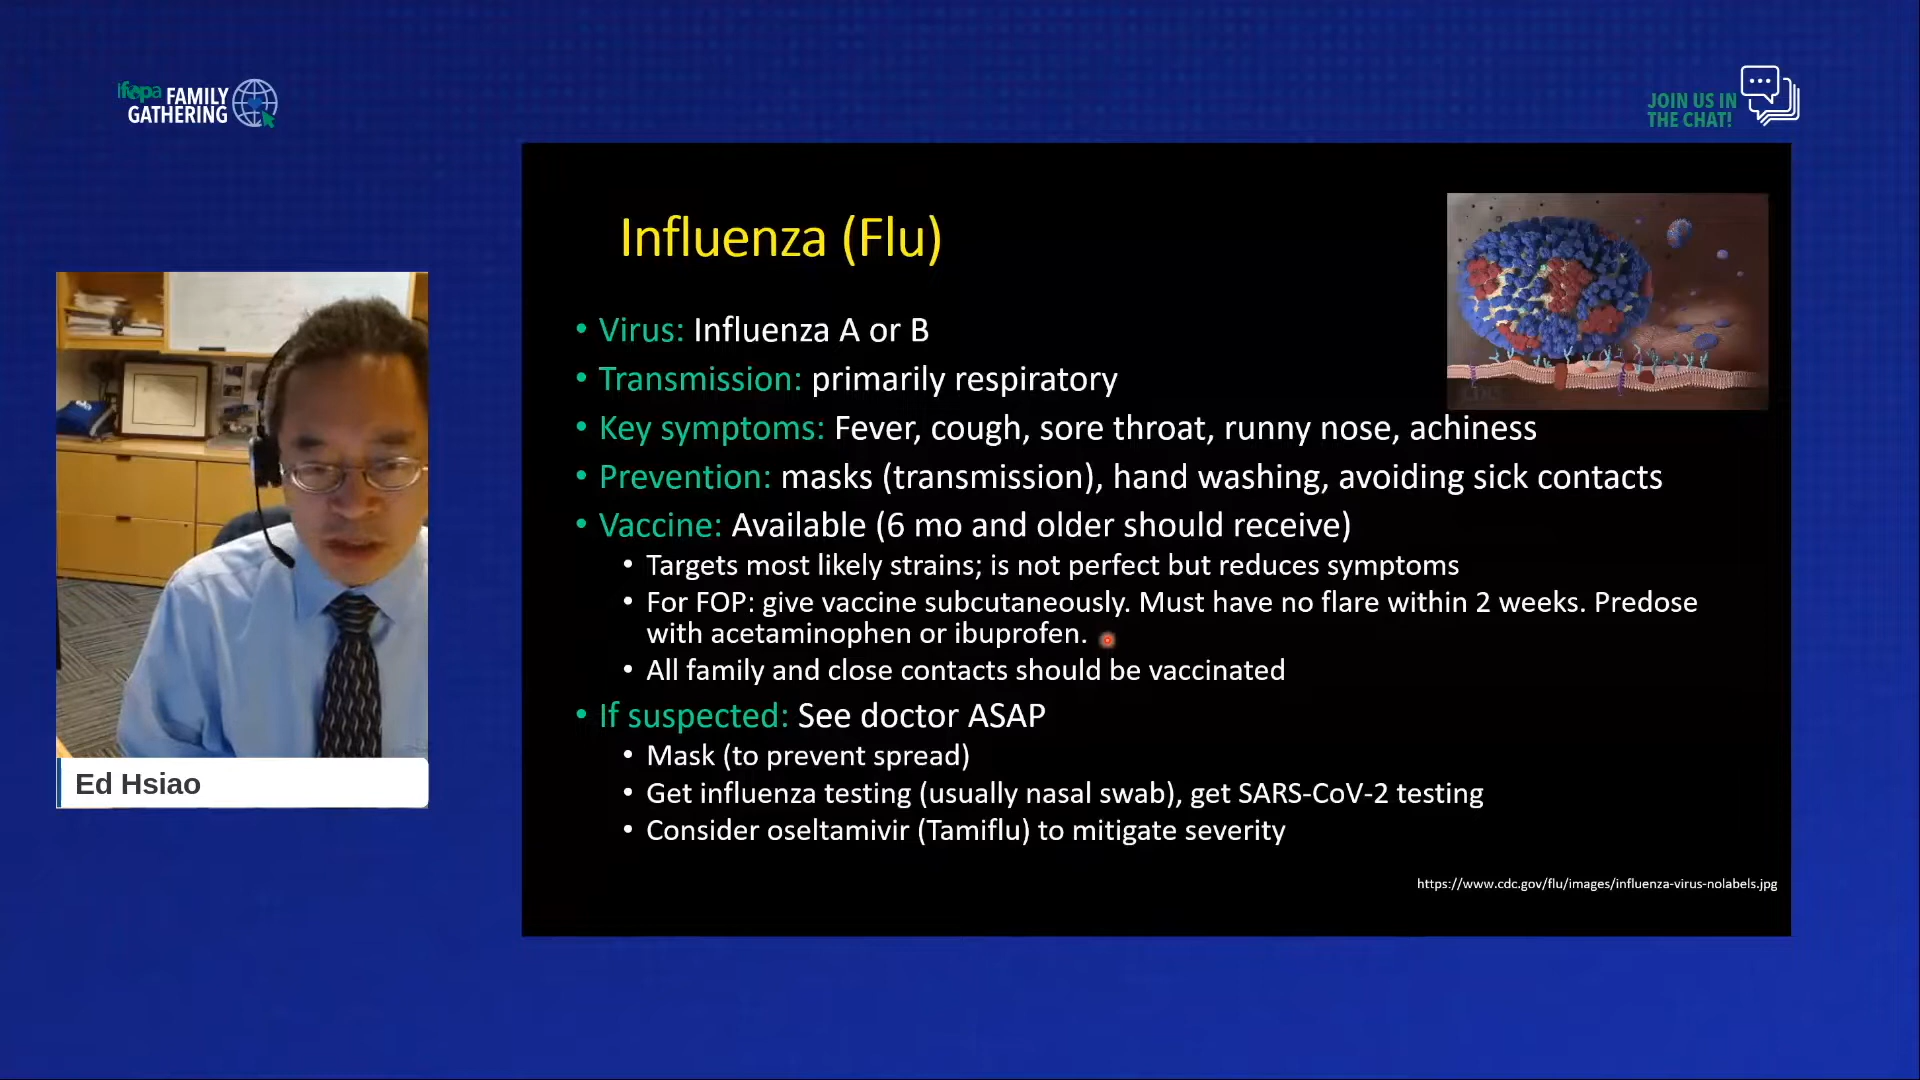 ifopa FAMILY
GATHERING
JOIN US IN
THE CHAT!
Influenza (Flu)
• Virus: Influenza A or B
• Transmission: primarily respiratory
• Key symptoms: Fever, cough, sore throat, runny nose, achiness
• Prevention: masks (transmission), hand washing, avoiding sick contacts
• Vaccine: Available (6 mo and older should receive)
• Targets most likely strains; is not perfect but reduces symptoms
• For FOP: give vaccine subcutaneously. Must have no flare within 2 weeks. Predose
with acetaminophen or ibuprofen.
• All family and close contacts should be vaccinated
• If suspected: See doctor ASAP
• Mask (to prevent spread)
• Get influenza testing (usually nasal swab), get SARS-CoV-2 testing
• Consider oseltamivir (Tamiflu) to mitigate severity
https://www.cdc.gov/flu/images/influenza-virus-nolabels.jpg
Ed Hsiao